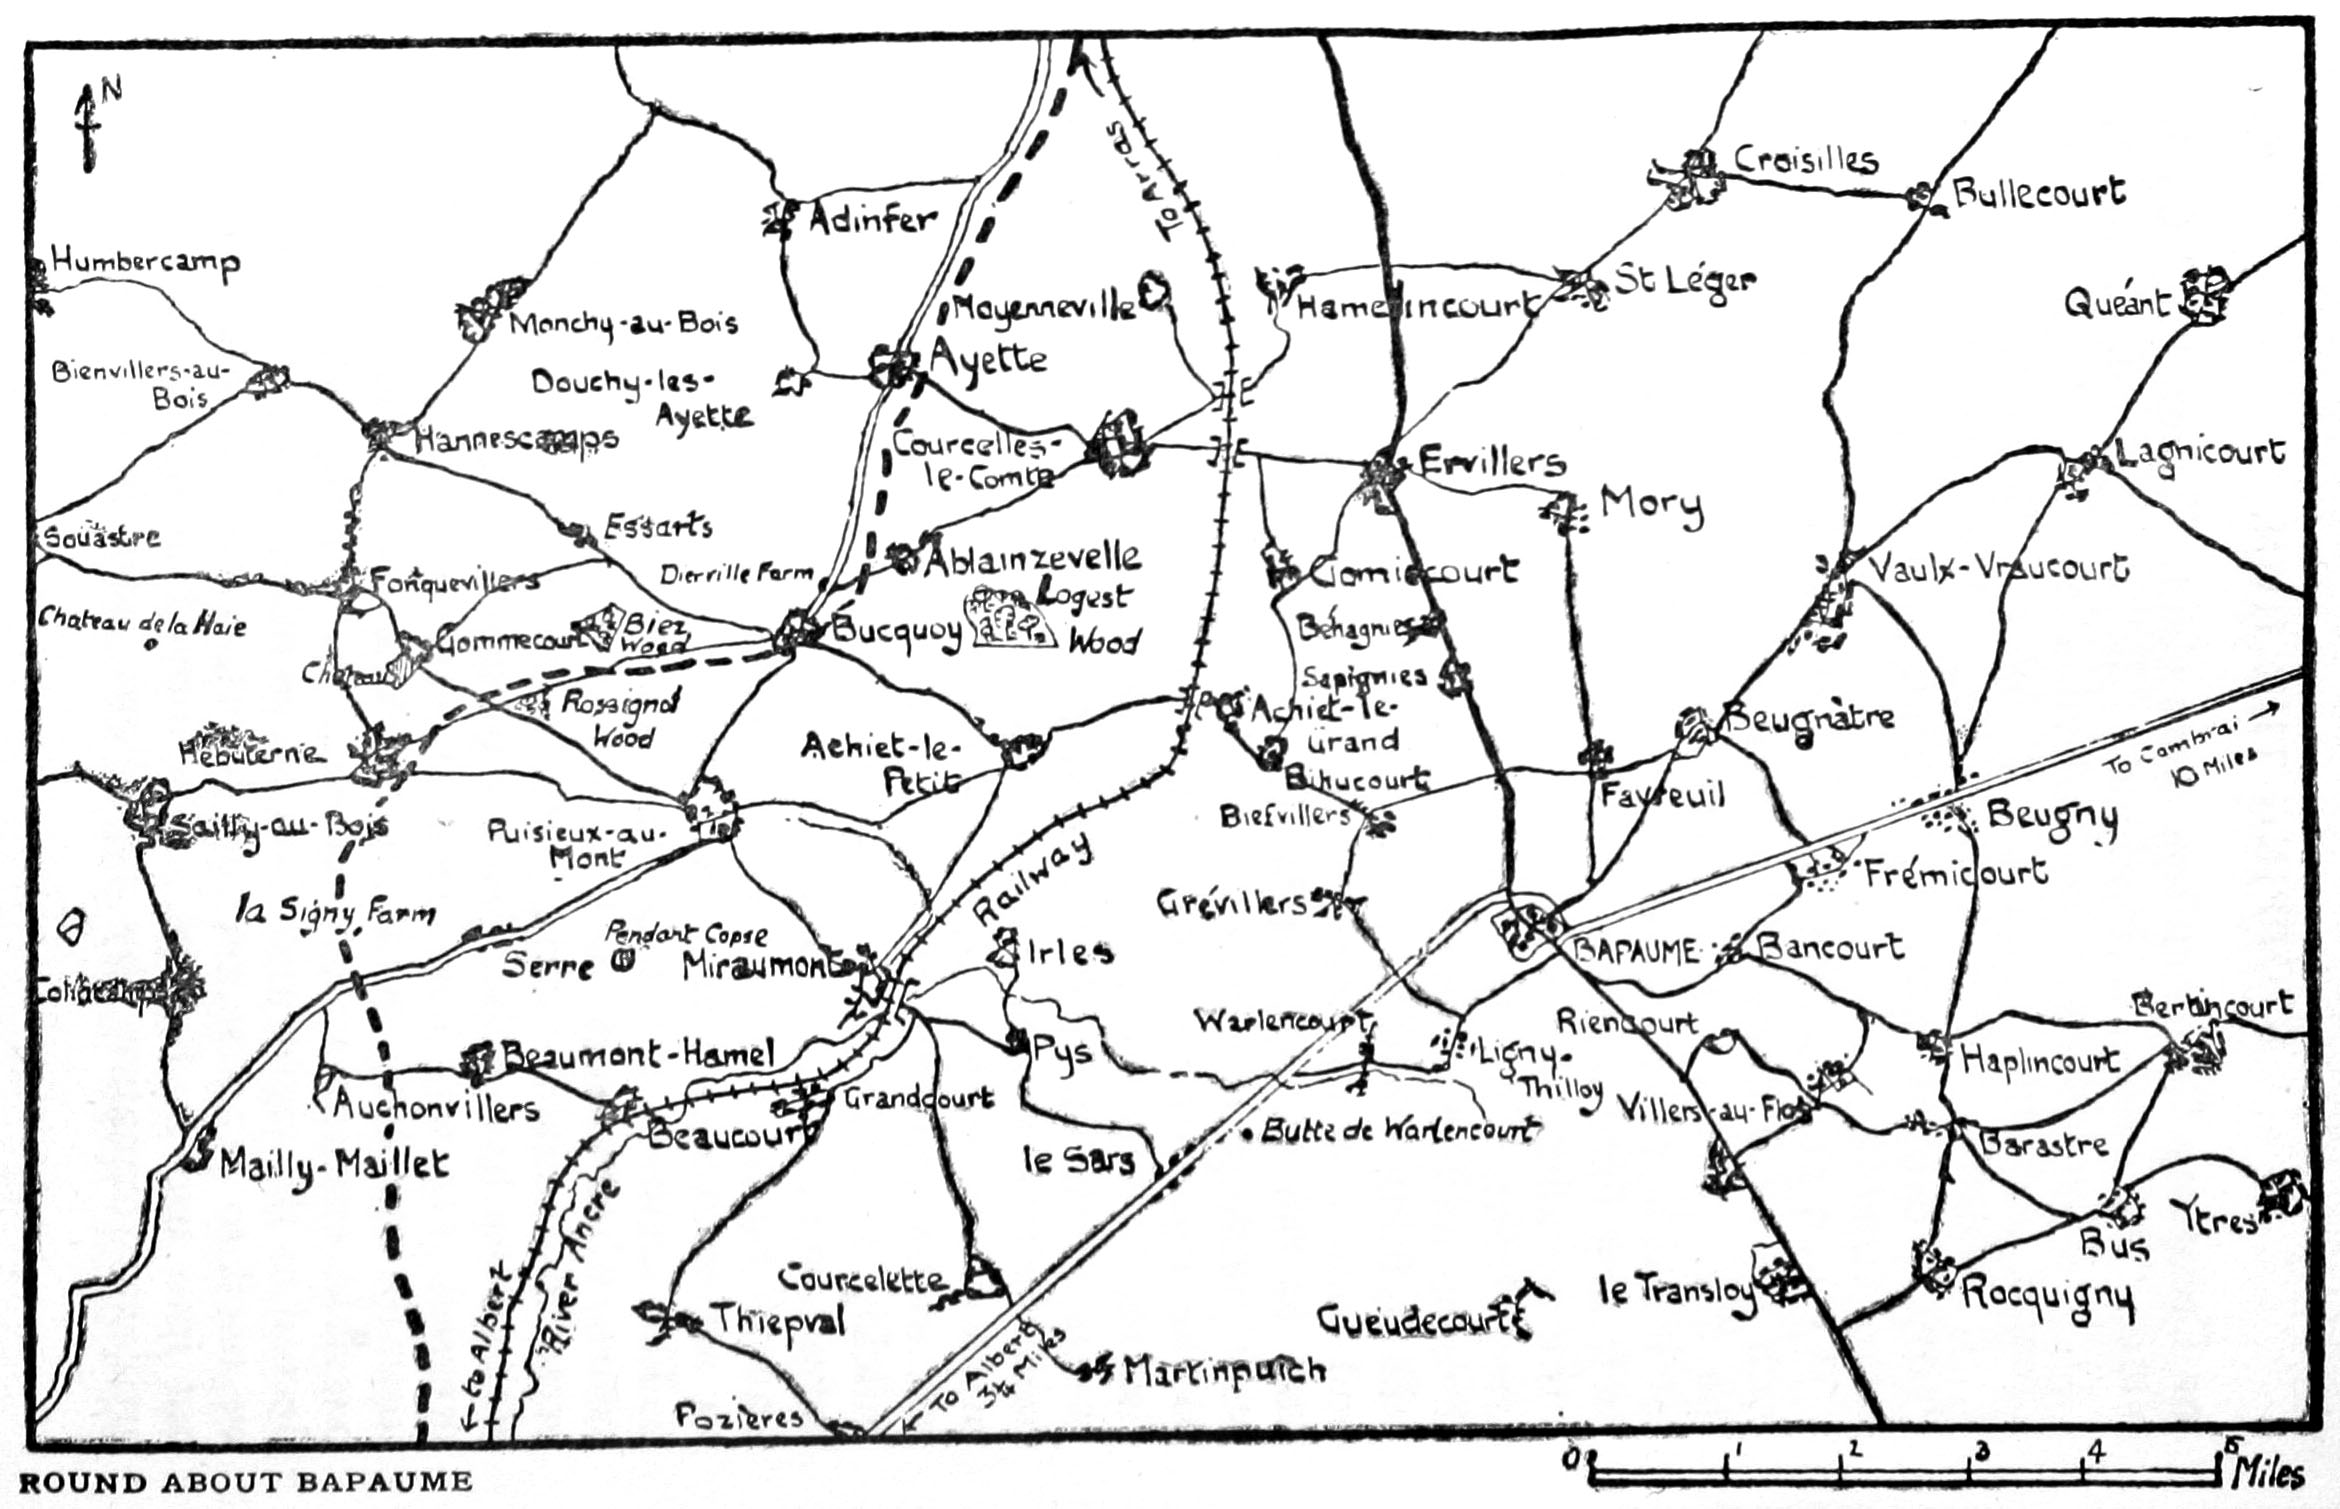 N
To Arras
Croisilles
Bullecourt
Adinfer
Humbercamp
Moyenneville
Hamelincourt
St Léger
Quéant
Monchy-au-Bois
Ayette
Bienvillers-au-
Bois
Douchy-les-
Ayette
Hannescamps
Courcelles-
le-Comte
Ervillers
Lagnicourt
Mory
Souastre
Essarts
Ablainzevelle
Dierville Farm
Fonquevillers
Gomiecourt
Vaulx-Vraucourt
Logest
Wood
Chateau de la Haie
Gommecourt
Biez
Wood
Bucquoy
Béhagnies
Chateau
Sapignies
Rossignol
Wood
Achiet-le-
Grand
Beugnâtre
Hébuterne
Achiet-le-
Petit
Bihucourt
To Cambrai
10 Miles
Favreuil
Biefvillers
Sailly-au-Bois
Puisieux-au-
Mont
Beugny
Railway
Frémicourt
la Signy Farm
Grévillers
Pendant Copse
Serre
Miraumont
Irles
BAPAUME
Bancourt
Colincamps
Warlencourt
Riencourt
Bertincourt
Beaumont-Hamel
Pys
Ligny-
Thilloy
Haplincourt
Auchonvillers
Grandcourt
Villers-au-Flos
Beaucourt
Butte de Warlencourt
Barastre
Mailly-Maillet
le Sars
River Ancre
to Albert
Ytres
Bus
Courcelette
le Transloy
Rocquigny
Thiepval
Gueudecourt
To Albert
3¼ Miles
Martinpuich
Pozières
0 1 2 3 4 5 Miles
ROUND ABOUT BAPAUME